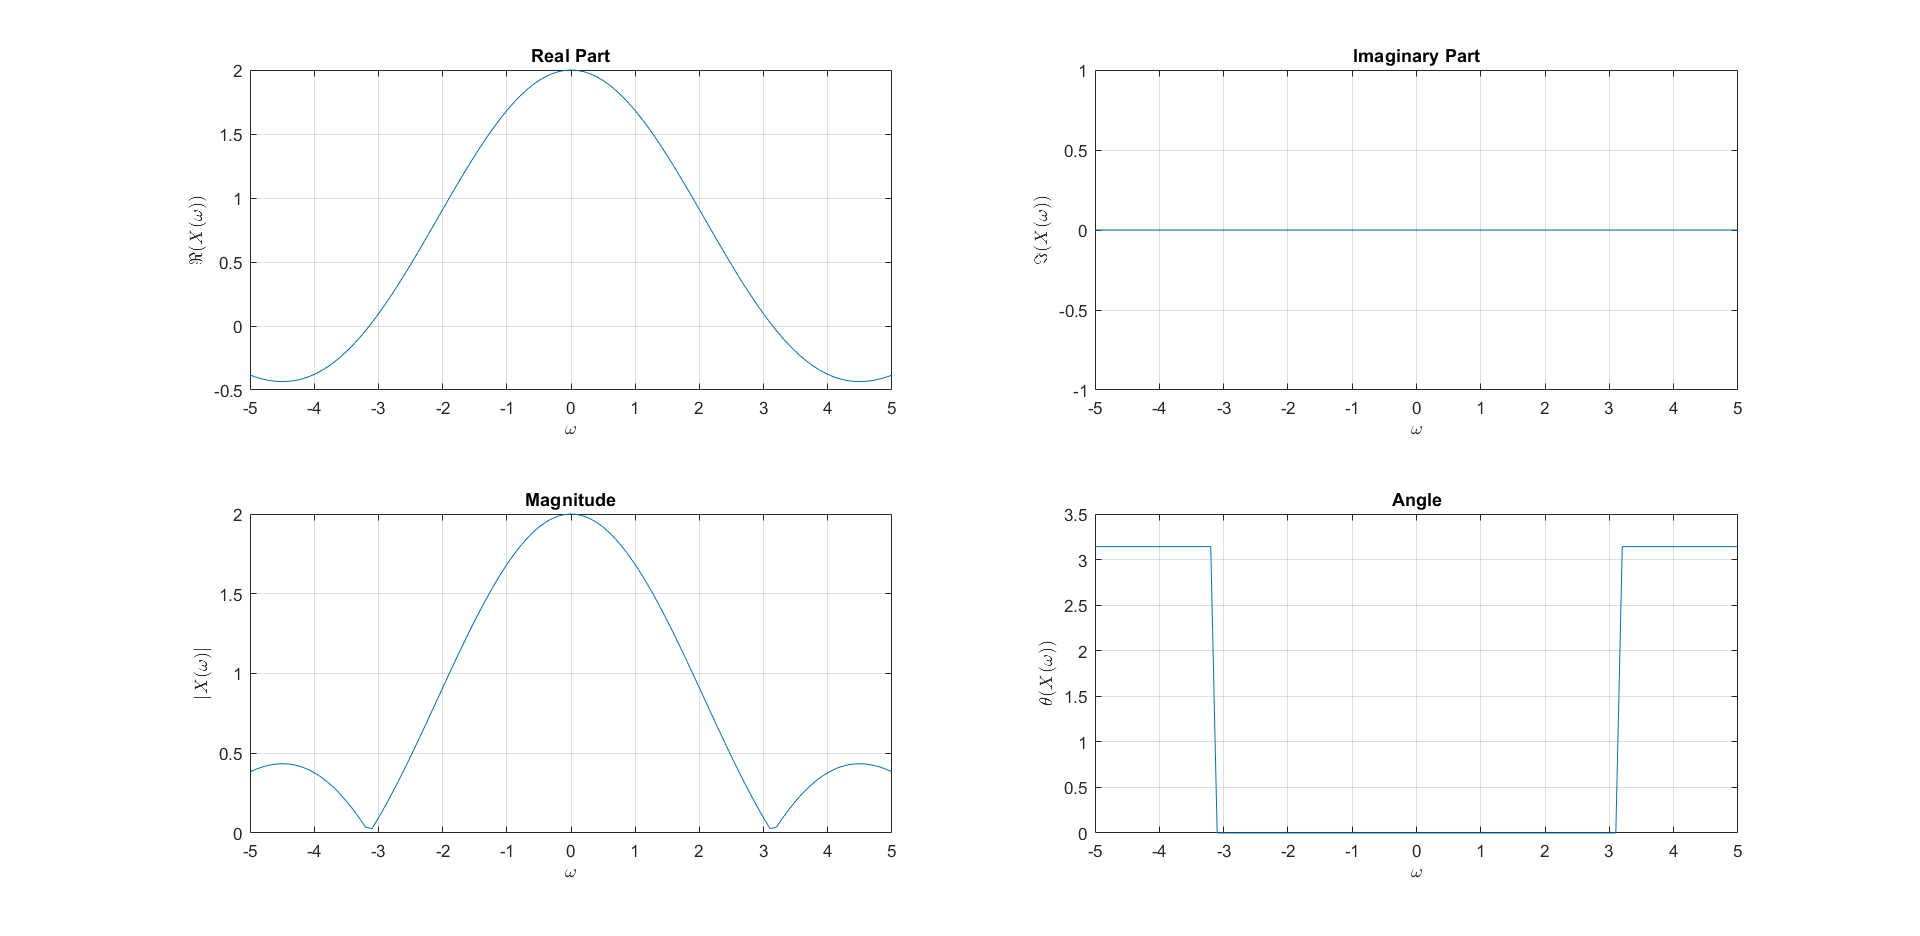 Real Part
2
1.5
1
0.5
0
-0.5
ℜ(X(ω))
-5 -4 -3 -2 -1 0 1 2 3 4 5
ω
Imaginary Part
1
0.5
0
-0.5
-1
ℑ(X(ω))
-5 -4 -3 -2 -1 0 1 2 3 4 5
ω
Magnitude
2
1.5
1
0.5
0
|X(ω)|
-5 -4 -3 -2 -1 0 1 2 3 4 5
ω
Angle
3.5
3
2.5
2
1.5
1
0.5
0
θ(X(ω))
-5 -4 -3 -2 -1 0 1 2 3 4 5
ω